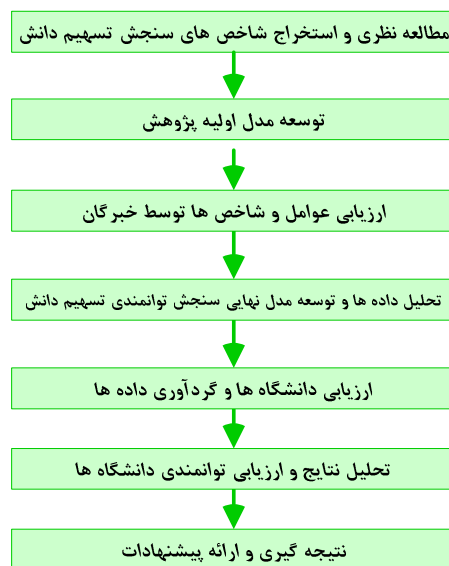 مطالعه نظری و استخراج شاخص های سنجش تسهیم دانش
توسعه مدل اولیه پژوهش
ارزیابی عوامل و شاخص ها توسط خبرگان
تحلیل داده ها و توسعه مدل نهایی سنجش توانمندی تسهیم دانش
ارزیابی دانشگاه ها و گردآوری داده ها
تحلیل نتایج و ارزیابی توانمندی دانشگاه ها
نتیجه گیری و ارائه پیشنهادات